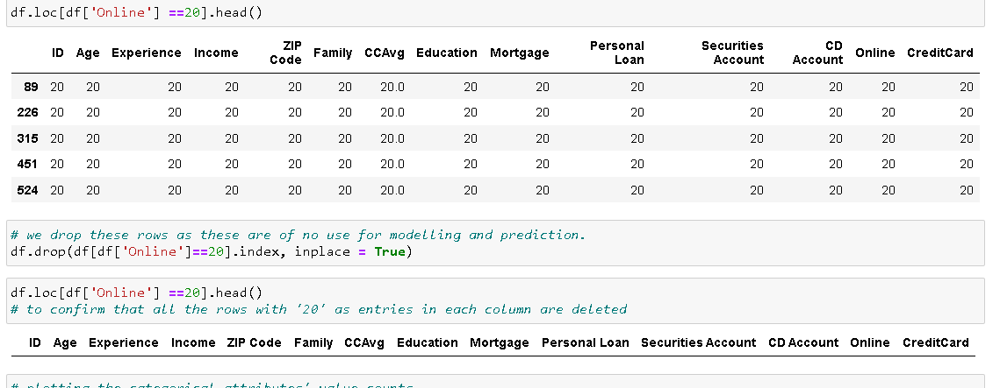 df.loc[df['Online'] ==20].head()
ID Age Experience Income ZIP Code Family CCAvg Education Mortgage Personal Loan Securities Account CD Account Online CreditCard
89 20 20 20 20 20 20 20.0 20 20 20 20 20 20 20
226 20 20 20 20 20 20 20.0 20 20 20 20 20 20 20
315 20 20 20 20 20 20 20.0 20 20 20 20 20 20 20
451 20 20 20 20 20 20 20.0 20 20 20 20 20 20 20
524 20 20 20 20 20 20 20.0 20 20 20 20 20 20 20
# we drop these rows as these are of no use for modelling and prediction.
df.drop(df[df['Online']==20].index, inplace = True)
df.loc[df['Online'] ==20].head()
# to confirm that all the rows with '20' as entries in each column are deleted
ID Age Experience Income ZIP Code Family CCAvg Education Mortgage Personal Loan Securities Account CD Account Online CreditCard
# plotting the categorical attributes' value counts